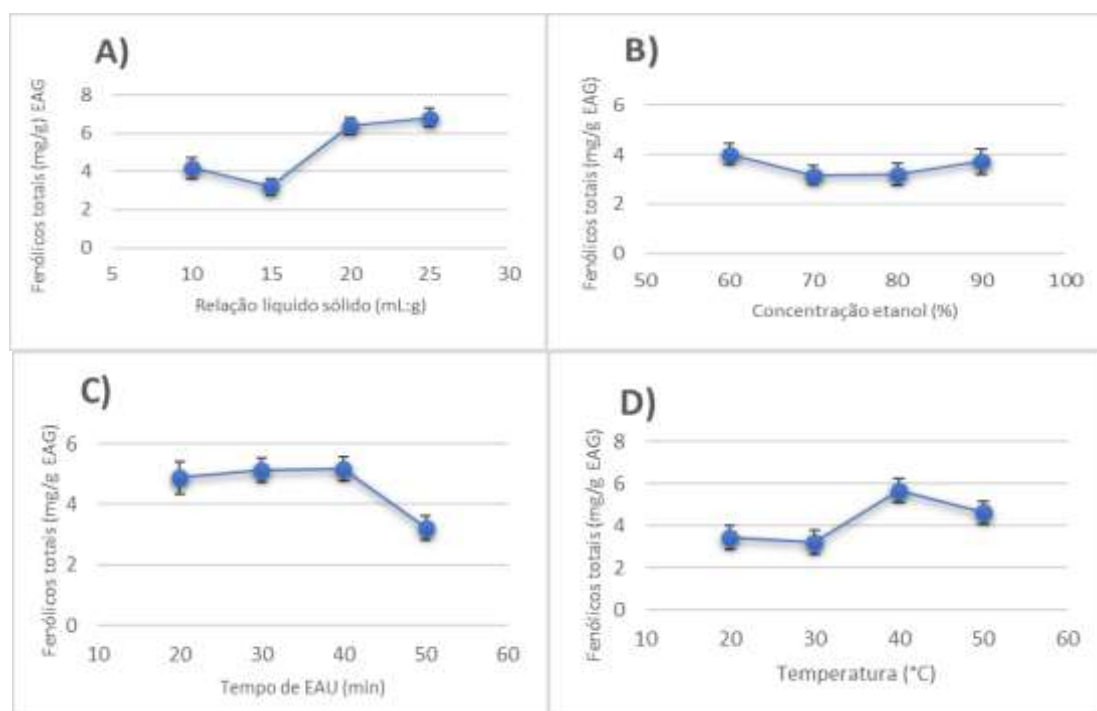 A)
Fenólicos totais (mg/g) EAG
8
6
4
2
0
5 10 15 20 25 30
Relação líquido sólido (mL:g)
B)
Fenólicos totais (mg/g EAG)
6
4
2
0
50 60 70 80 90 100
Concentração etanol (%)
C)
Fenólicos totais (mg/g EAG)
6
4
2
0
10 20 30 40 50 60
Tempo de EAU (min)
D)
Fenólicos totais (mg/g EAG)
8
6
4
2
0
10 20 30 40 50 60
Temperatura (°C)